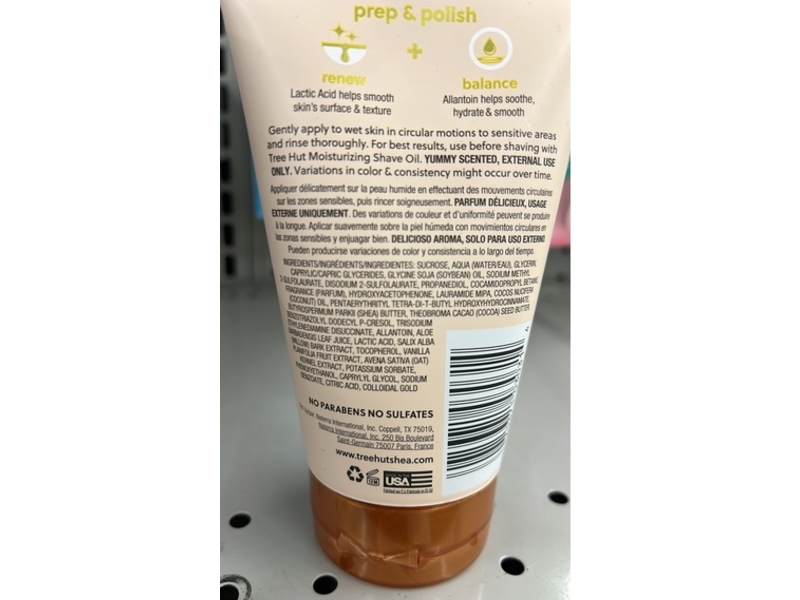 prep & polish
+
renew
balance
Lactic Acid helps smooth
skin's surface & texture
Allantoin helps soothe,
hydrate & smooth
Gently apply to wet skin in circular motions to sensitive areas
and rinse thoroughly. For best results, use before shaving with
Tree Hut Moisturizing Shave Oil. YUMMY SCENTED, EXTERNAL USE
ONLY. Variations in color & consistency might occur over time.
Appliquer délicatement sur la peau humide en effectuant des mouvements circulaires
sur les zones sensibles, puis rincer soigneusement. PARFUM DÉLICIEUX, USAGE
EXTERNE UNIQUEMENT. Des variations de couleur et d'uniformité peuvent se produire
à la longue. Aplicar suavemente sobre la piel húmeda con movimientos circulares en
las zonas sensibles y enjuagar bien. DELICIOSO AROMA, SOLO PARA USO EXTERNO.
Pueden producirse variaciones de color y consistencia a lo largo del tiempo.
INGREDIENTS/INGRÉDIENTS/INGREDIENTES: SUCROSE, AQUA (WATER/EAU), GLYCERIN,
CAPRYLIC/CAPRIC GLYCERIDES, GLYCINE SOJA (SOYBEAN) OIL, SODIUM METHYL
2-SULFOLAURATE, DISODIUM 2-SULFOLAURATE, PROPANEDIOL, COCAMIDOPROPYL BETAINE,
FRAGRANCE (PARFUM), HYDROXYACETOPHENONE, LAURAMIDE MIPA, COCOS NUCIFERA
(COCONUT) OIL, PENTAERYTHRITYL TETRA-DI-T-BUTYL HYDROXYHYDROCINNAMATE,
BUTYROSPERMUM PARKII (SHEA) BUTTER, THEOBROMA CACAO (COCOA) SEED BUTTER,
BENZOTRIAZOLYL DODECYL P-CRESOL, TRISODIUM
ETHYLENEDIAMINE DISUCCINATE, ALLANTOIN, ALOE
BARBADENSIS LEAF JUICE, LACTIC ACID, SALIX ALBA
(WILLOW) BARK EXTRACT, TOCOPHEROL, VANILLA
PLANIFOLIA FRUIT EXTRACT, AVENA SATIVA (OAT)
KERNEL EXTRACT, POTASSIUM SORBATE,
PHENOXYETHANOL, CAPRYLYL GLYCOL, SODIUM
BENZOATE, CITRIC ACID, COLLOIDAL GOLD
NO PARABENS NO SULFATES
Naterra International, Inc. Coppell, TX 75019,
Naterra International, Inc. 250 Bis Boulevard
Saint-Germain 75007 Paris, France
www.treehutshea.com
12M
USA